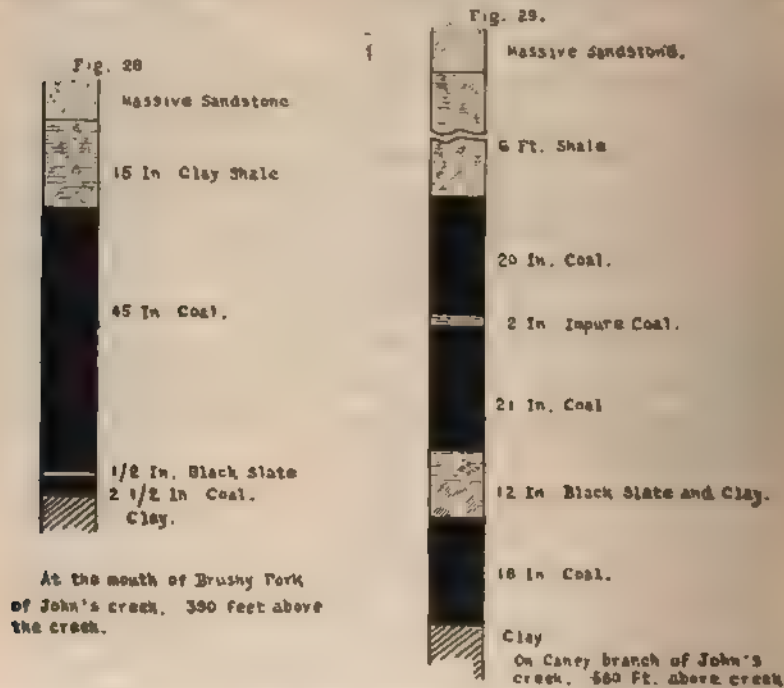 Fig. 28
Massive Sandstone
15 In Clay Shale
45 In Coal.
1/2 In. Black Slate
2 1/2 In Coal.
Clay.
At the mouth of Brushy Fork
of John's creek. 390 feet above
the creek.
Fig. 29.
Massive Sandstone.
6 Ft. Shale
20 In. Coal.
2 In Impure Coal.
21 In. Coal
12 In Black Slate and Clay.
18 In Coal.
Clay
On Caney branch of John's
creek. Ft. above creek